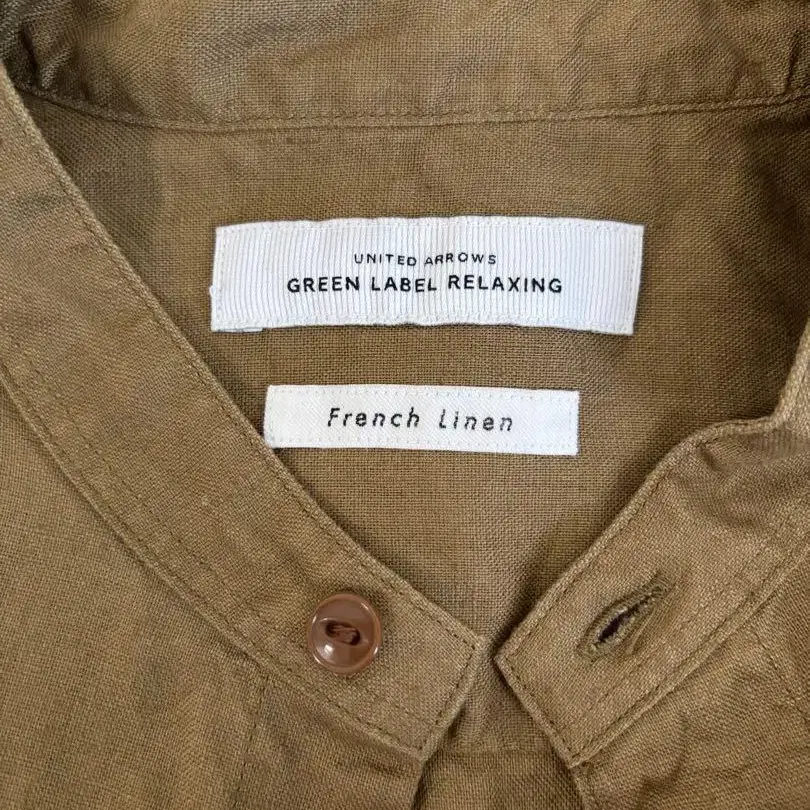 UNITED ARROWS
GREEN LABEL RELAXING
French Linen